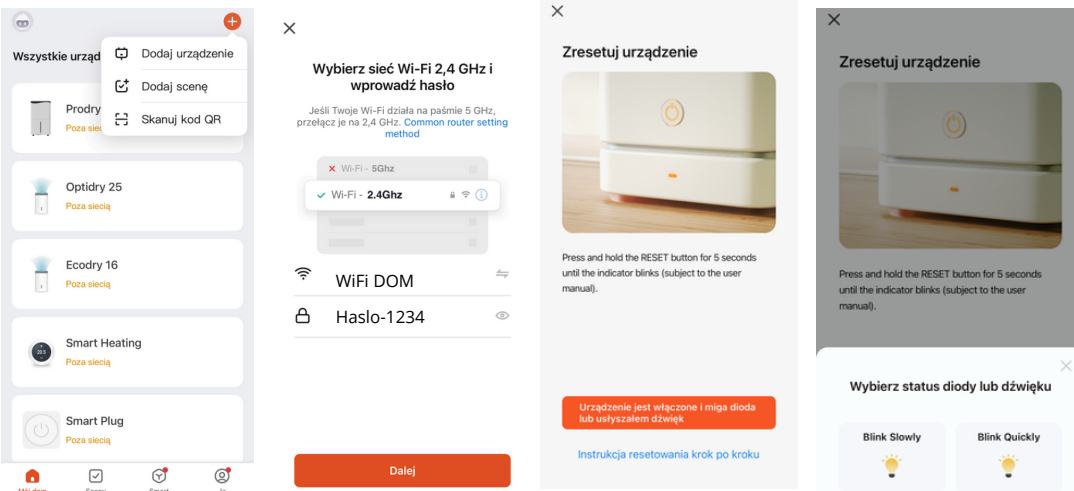 Wszystkie urząd
Dodaj urządzenie
Dodaj scenę
Skanuj kod QR
Prodry
Poza siec
Optidry 25
Poza siecią
Ecodry 16
Poza siecią
Smart Heating
Poza siecią
Smart Plug
Poza siecią
Wybierz sieć Wi-Fi 2,4 GHz i
wprowadź hasło
Jeśli Twoje Wi-Fi działa na paśmie 5 GHz,
przełącz je na 2,4 GHz. Common router setting
method
Wi-Fi - 5Ghz
Wi-Fi - 2.4Ghz
WiFi DOM
Haslo-1234
Dalej
Zresetuj urządzenie
Press and hold the RESET button for 5 seconds
until the indicator blinks (subject to the user
manual).
Urządzenie jest włączone i miga dioda
lub usłyszałem dźwięk
Instrukcja resetowania krok po kroku
Zresetuj urządzenie
Press and hold the RESET button for 5 seconds
until the indicator blinks (subject to the user
manual).
Wybierz status diody lub dźwięku
Blink Slowly
Blink Quickly